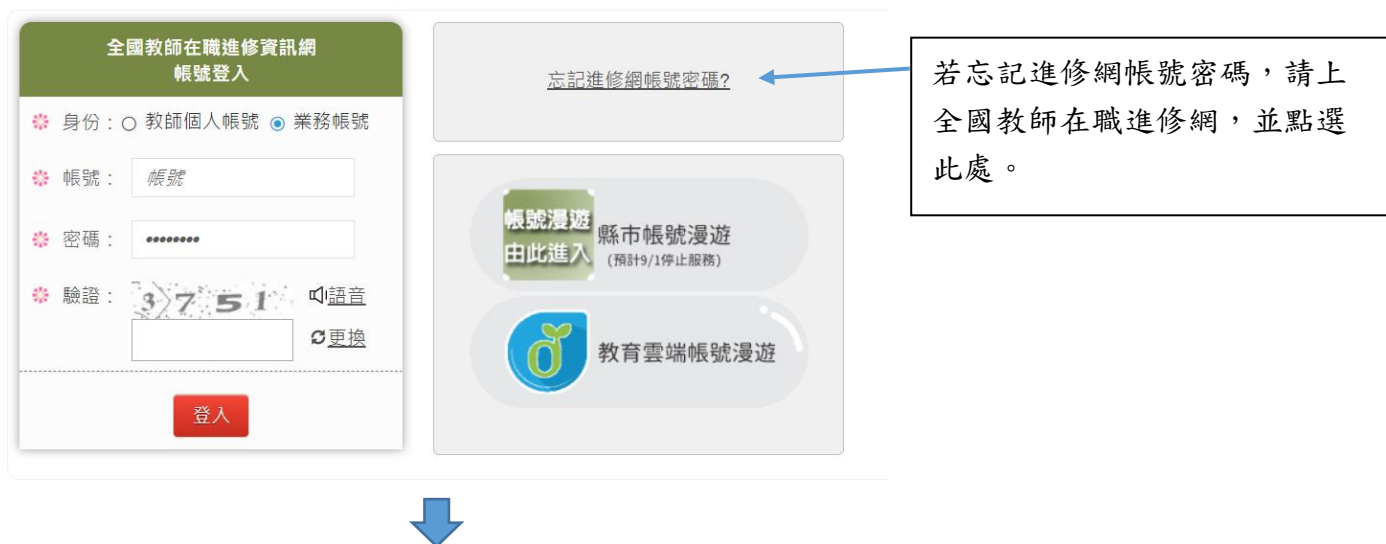 全國教師在職進修資訊網
帳號登入
身份：教師個人帳號 業務帳號
帳號： 帳號
密碼： ••••••••
驗證： 3751 語音
更換
登入
忘記進修網帳號密碼?
帳號漫遊
由此進入
縣市帳號漫遊
(預計9/1停止服務)
教育雲端帳號漫遊
若忘記進修網帳號密碼，請上
全國教師在職進修網，並點選
此處。